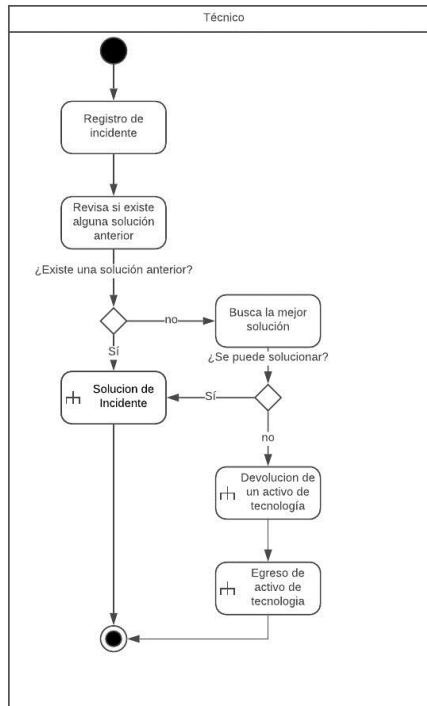 Técnico
Registro de
incidente
Revisa si existe
alguna solución
anterior
¿Existe una solución anterior?
no
Busca la mejor
solución
Sí
¿Se puede solucionar?
Solucion de
Incidente
Sí
no
Devolucion de
un activo de
tecnología
Egreso de
activo de
tecnologia